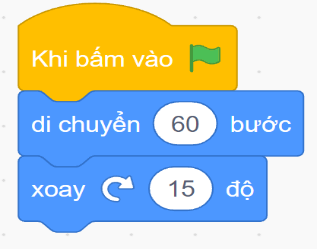 Khi bấm vào
di chuyển 60 bước
xoay 15 độ